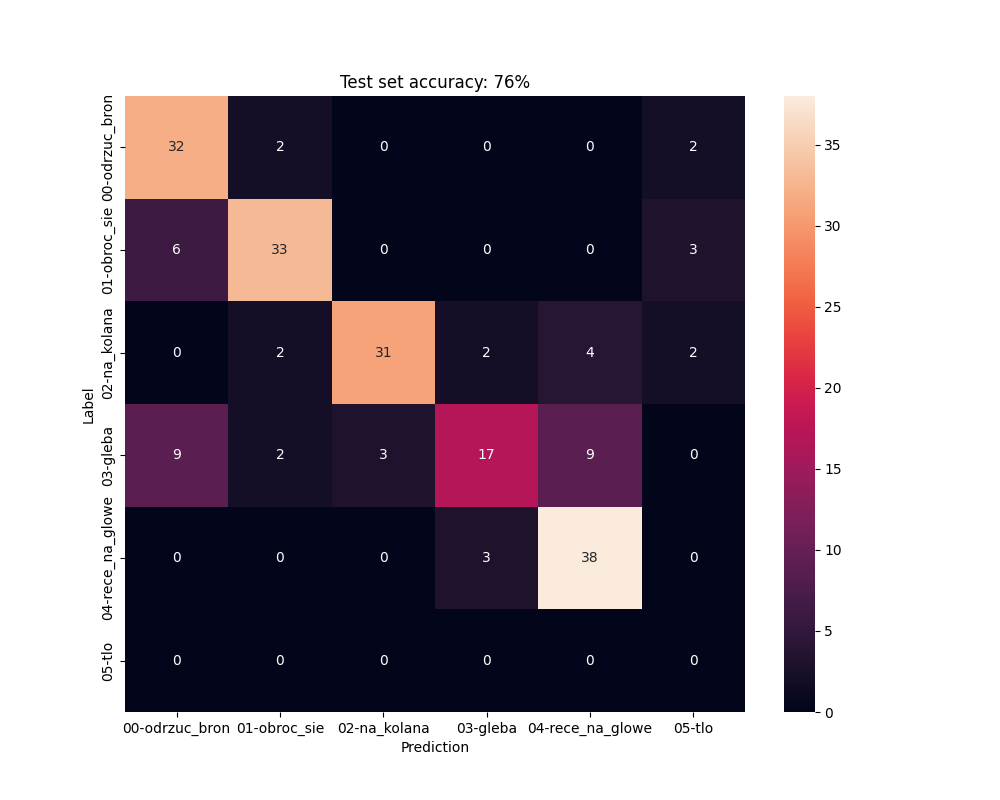 Test set accuracy: 76%
00-odrzuc_bron 32 2 0 0 0 2
01-obroc_sie 6 33 0 0 0 3
02-na_kolana 0 2 31 2 4 2
03-gleba 9 2 3 17 9 0
04-rece_na_glowe 0 0 0 3 38 0
05-tlo 0 0 0 0 0 0
00-odrzuc_bron 01-obroc_sie 02-na_kolana 03-gleba 04-rece_na_glowe 05-tlo
Label
Prediction
35
30
25
20
15
10
5
0